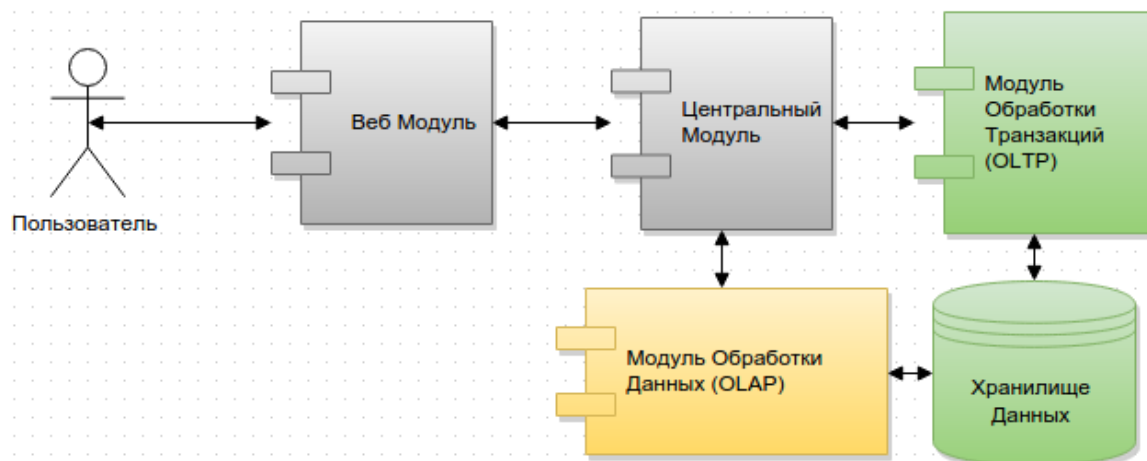 Пользователь
Веб Модуль
Центральный
Модуль
Модуль
Обработки
Транзакций
(OLTP)
Модуль Обработки
Данных (OLAP)
Хранилище
Данных